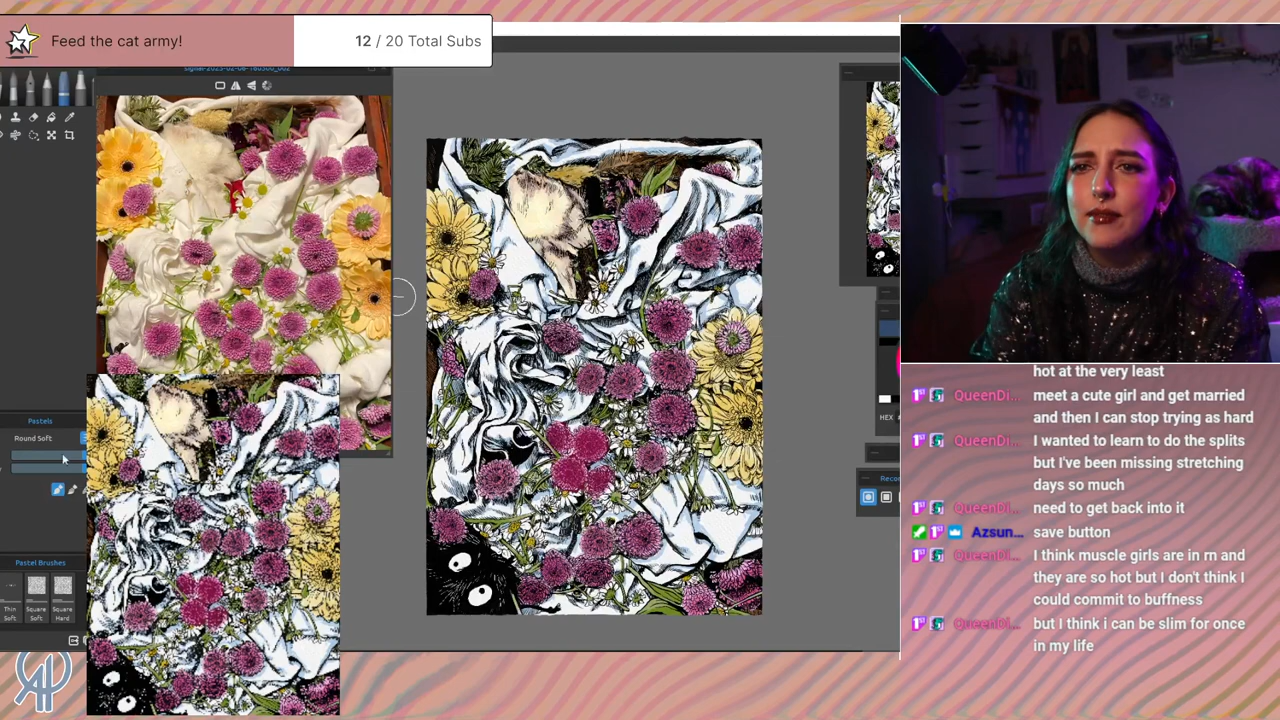 Feed the cat army!
12 / 20 Total Subs
Pastels
Round Soft
Pastel Brushes
Thin Soft
Square Soft
Square Hard
HEX
hot at the very least
QueenDi... meet a cute girl and get married
and then I can stop trying as hard
QueenDi... I wanted to learn to do the splits
but I've been missing stretching
days so much
QueenDi... need to get back into it
Azsun... save button
QueenDi... I think muscle girls are in rn and
they are so hot but I don't think I
could commit to buffness
QueenDi... but I think i can be slim for once
in my life